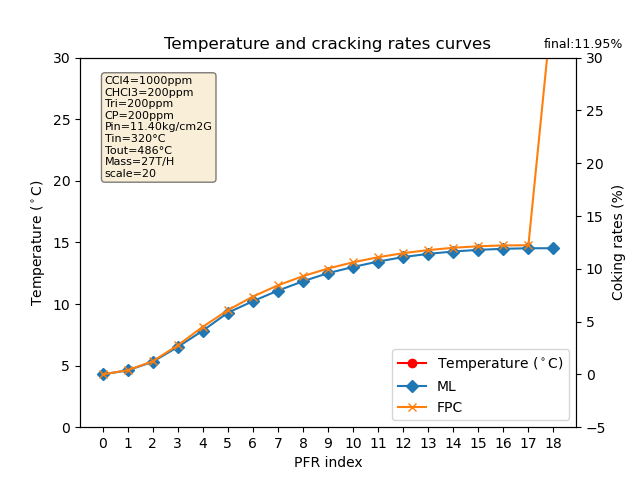 Temperature and cracking rates curves
final:11.95%
CCl4=1000ppm
CHCl3=200ppm
Tri=200ppm
CP=200ppm
Pin=11.40kg/cm2G
Tin=320°C
Tout=486°C
Mass=27T/H
scale=20
30
25
20
15
10
5
0
Temperature (°C)
30
25
20
15
10
5
0
−5
Coking rates (%)
Temperature (°C)
ML
FPC
0 1 2 3 4 5 6 7 8 9 10 11 12 13 14 15 16 17 18
PFR index